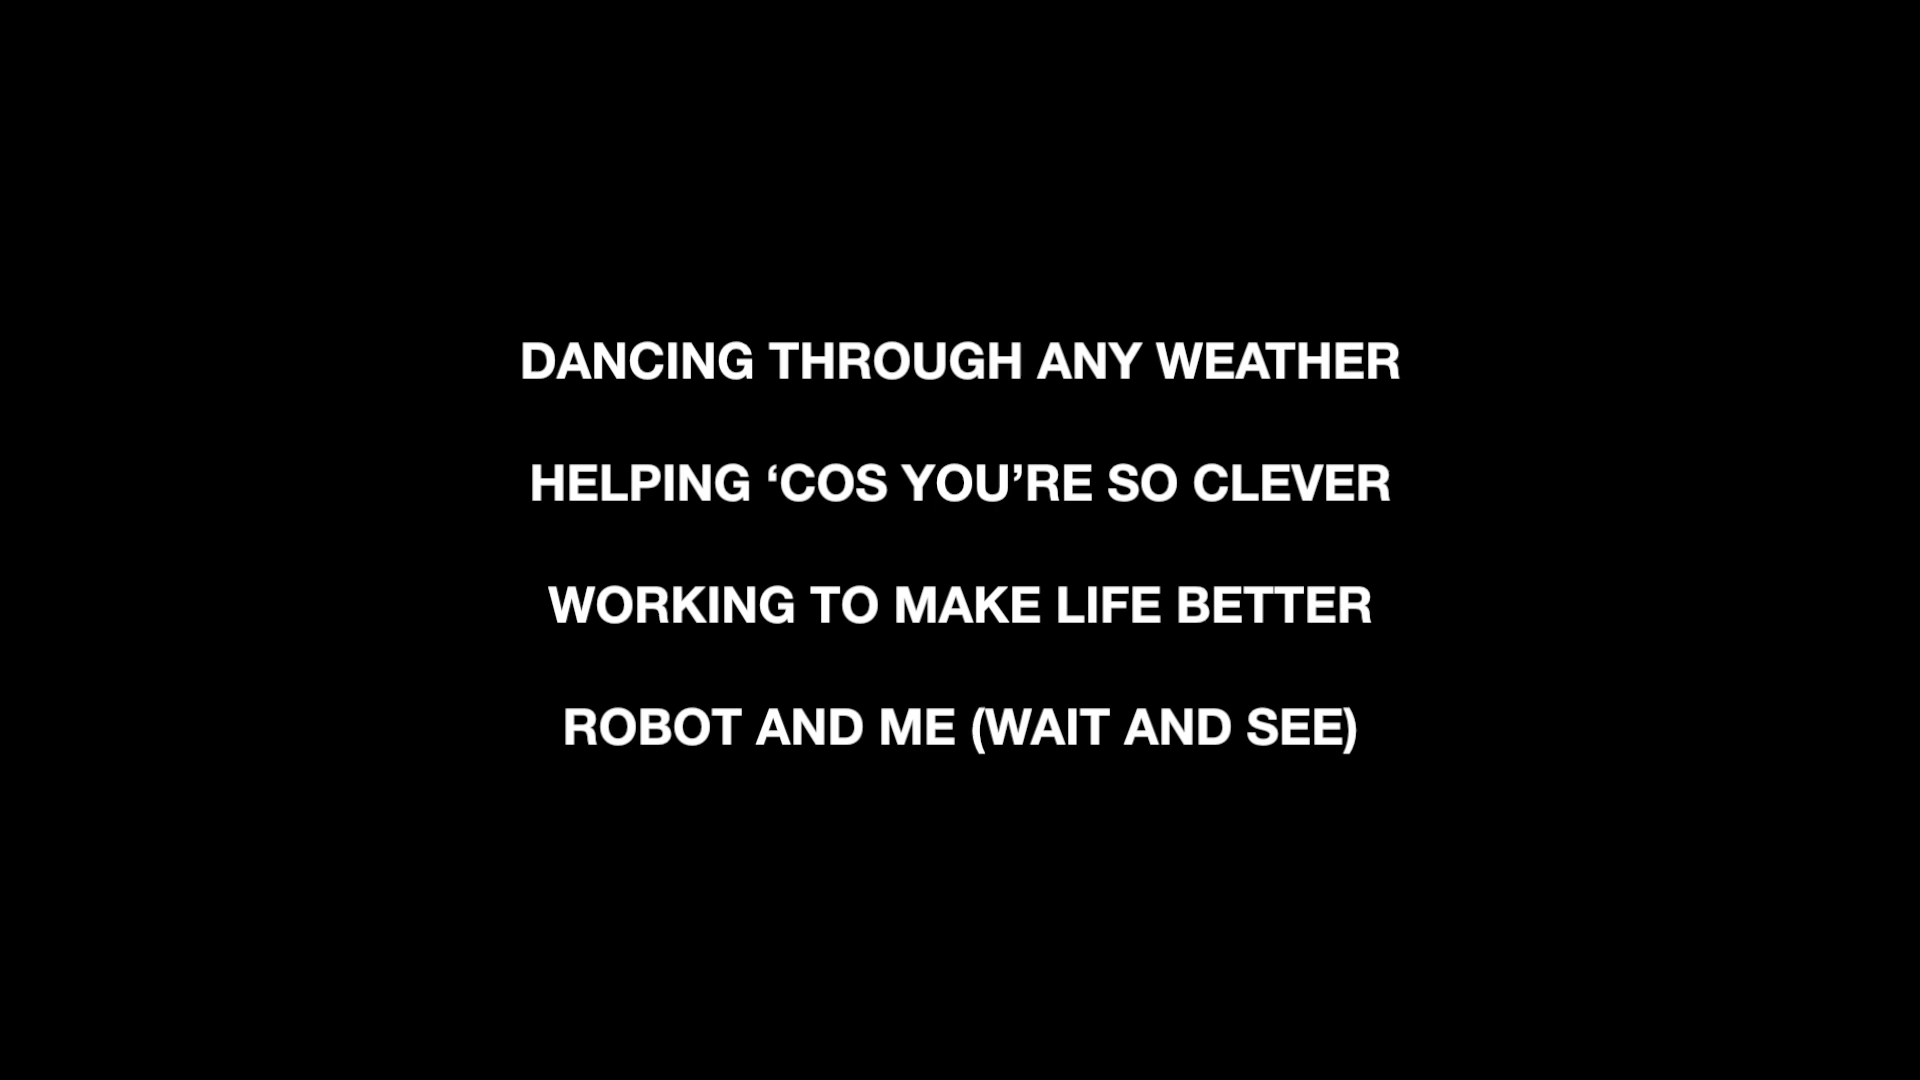 DANCING THROUGH ANY WEATHER
HELPING ‘COS YOU’RE SO CLEVER
WORKING TO MAKE LIFE BETTER
ROBOT AND ME (WAIT AND SEE)